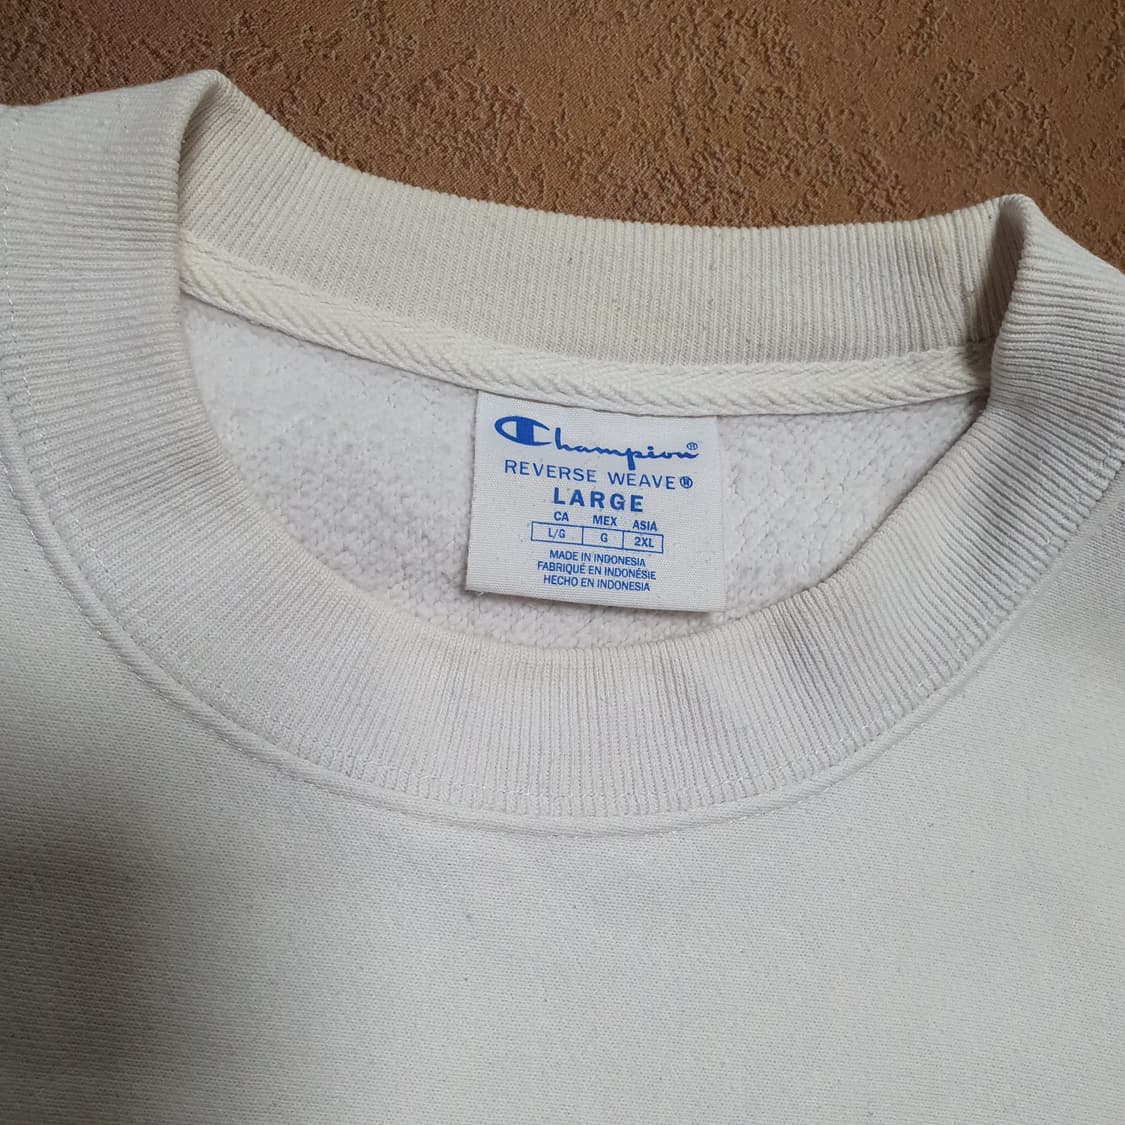 Champion®
REVERSE WEAVE®
LARGE
CA MEX ASIA
L/G G 2XL
MADE IN INDONESIA
FABRIQUÉ EN INDONÉSIE
HECHO EN INDONESIA